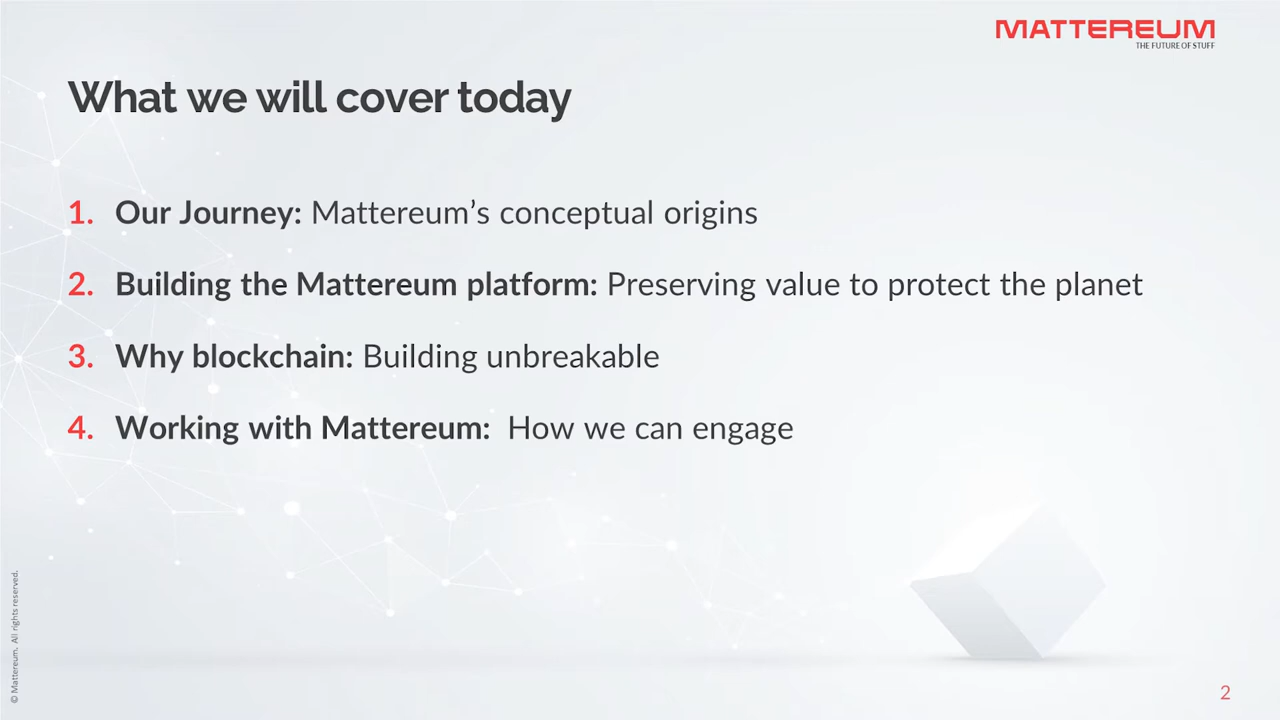 MATTEREUM
THE FUTURE OF STUFF
What we will cover today
1. Our Journey: Mattereum’s conceptual origins
2. Building the Mattereum platform: Preserving value to protect the planet
3. Why blockchain: Building unbreakable
4. Working with Mattereum:  How we can engage
© Mattereum. All rights reserved.
2